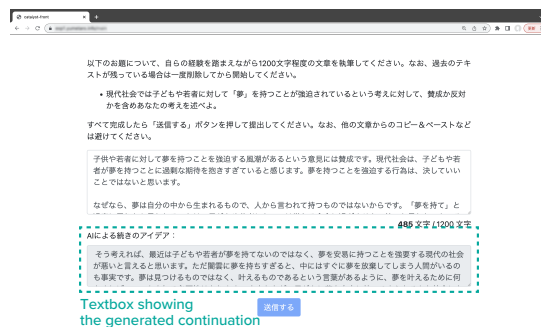 catalyst-front
以下のお題について、自らの経験を踏まえながら1200文字程度の文章を執筆してください。なお、過去のテキ
ストが残っている場合は一度削除してから開始してください。
• 現代社会では子どもや若者に対して「夢」を持つことが強迫されているという考えに対して、賛成か反対
かを含めあなたの考えを述べよ。
すべて完成したら「送信する」ボタンを押して提出してください。なお、他の文章からのコピー&ペーストなど
は避けてください。
子供や若者に対して夢を持つことを強迫する風潮があるという意見には賛成です。現代社会は、子どもや若
者が夢を持つことに過剰な期待を抱きすぎていると感じます。夢を持つことを強迫する行為は、決していい
ことではないと思います。
なぜなら、夢は自分の中から生まれるもので、人から言われて持つものではないからです。「夢を持て」と
485 文字 /1200 文字
AIによる続きのアイデア：
そう考えれば、最近は子どもや若者が夢を持てないのではなく、夢を安易に持つことを強要する現代の社会
が悪いと言えると思います。ただ闇雲に夢を持ちすぎると、中にはすぐに夢を放棄してしまう人間がいるの
も事実です。夢は見つけるものではなく、叶えるものであるという言葉があるように、夢を叶えるために何
Textbox showing
the generated continuation
送信する